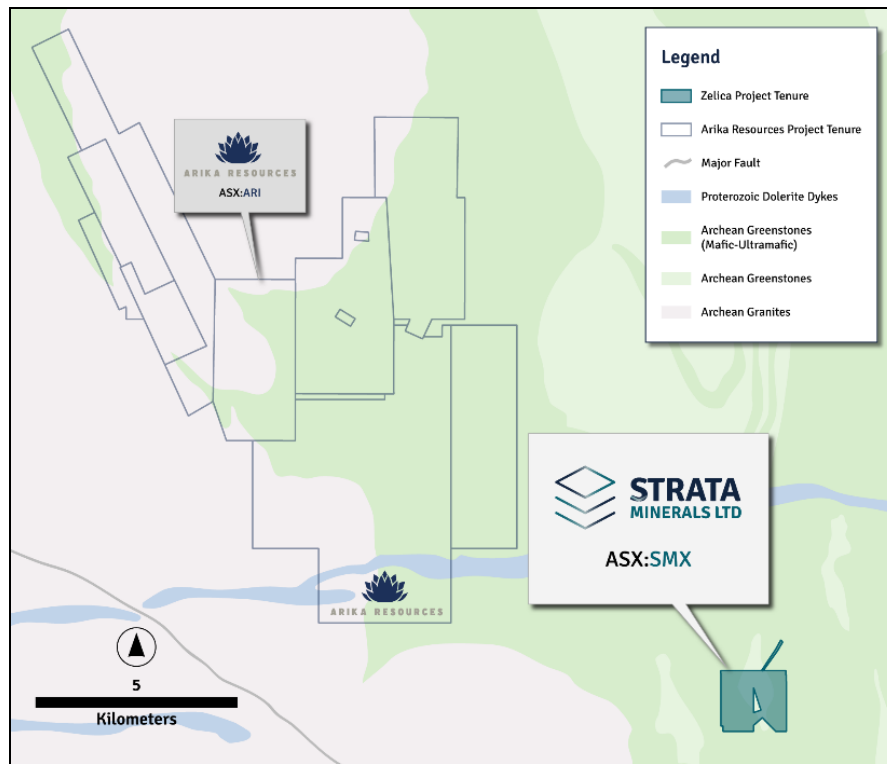 Legend
Zelica Project Tenure
Arika Resources Project Tenure
Major Fault
Proterozoic Dolerite Dykes
Archean Greenstones
(Mafic-Ultramafic)
Archean Greenstones
Archean Granites
ARIKA RESOURCES
ASX:ARI
STRATA
MINERALS LTD
ASX:SMX
ARIKA RESOURCES
5
Kilometers